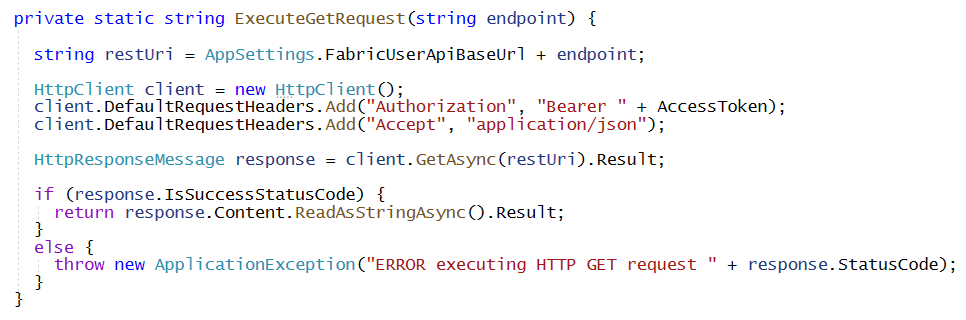 private static string ExecuteGetRequest(string endpoint) {
string restUri = AppSettings.FabricUserApiBaseUrl + endpoint;
HttpClient client = new HttpClient();
client.DefaultRequestHeaders.Add("Authorization", "Bearer " + AccessToken);
client.DefaultRequestHeaders.Add("Accept", "application/json");
HttpResponseMessage response = client.GetAsync(restUri).Result;
if (response.IsSuccessStatusCode) {
return response.Content.ReadAsStringAsync().Result;
}
else {
throw new ApplicationException("ERROR executing HTTP GET request " + response.StatusCode);
}
}